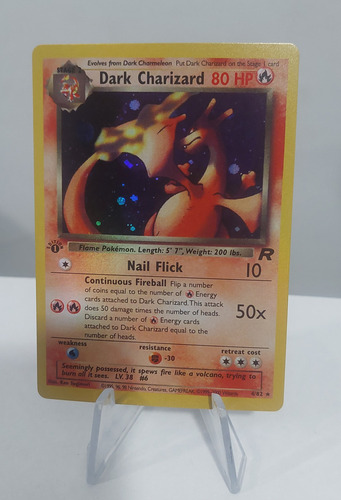 Evolves from Dark Charmeleon Put Dark Charizard on the Stage 1 card
Dark Charizard 80 HP
Flame Pokémon. Length: 5' 7", Weight: 200 lbs.
R
Nail Flick 10
Continuous Fireball Flip a number
of coins equal to the number of Energy
cards attached to Dark Charizard. This attack
does 50 damage times the number of heads.
50x
Discard a number of Energy cards
attached to Dark Charizard equal to the
number of heads.
weakness resistance retreat cost
-30
Seemingly possessed, it spews fire like a volcano, trying to
burn all it sees. LV. 38 #6
4/82